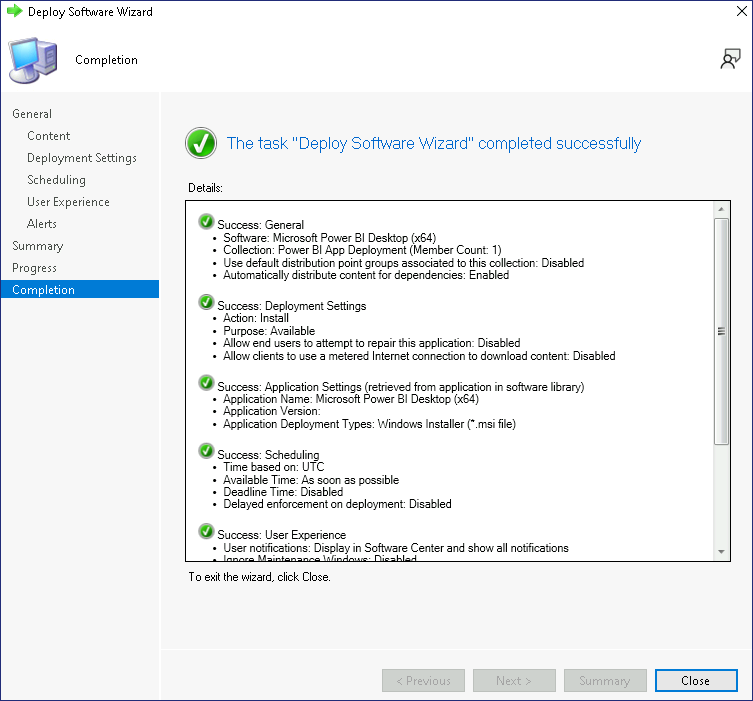 Deploy Software Wizard
Completion
General
Content
Deployment Settings
Scheduling
User Experience
Alerts
Summary
Progress
Completion
The task "Deploy Software Wizard" completed successfully
Details:
Success: General
• Software: Microsoft Power BI Desktop (x64)
• Collection: Power BI App Deployment (Member Count: 1)
• Use default distribution point groups associated to this collection: Disabled
• Automatically distribute content for dependencies: Enabled
Success: Deployment Settings
• Action: Install
• Purpose: Available
• Allow end users to attempt to repair this application: Disabled
• Allow clients to use a metered Internet connection to download content: Disabled
Success: Application Settings (retrieved from application in software library)
• Application Name: Microsoft Power BI Desktop (x64)
• Application Version:
• Application Deployment Types: Windows Installer (*.msi file)
Success: Scheduling
• Time based on: UTC
• Available Time: As soon as possible
• Deadline Time: Disabled
• Delayed enforcement on deployment: Disabled
Success: User Experience
• User notifications: Display in Software Center and show all notifications
• Ignore Maintenance Windows: Disabled
To exit the wizard, click Close.
< Previous
Next >
Summary
Close